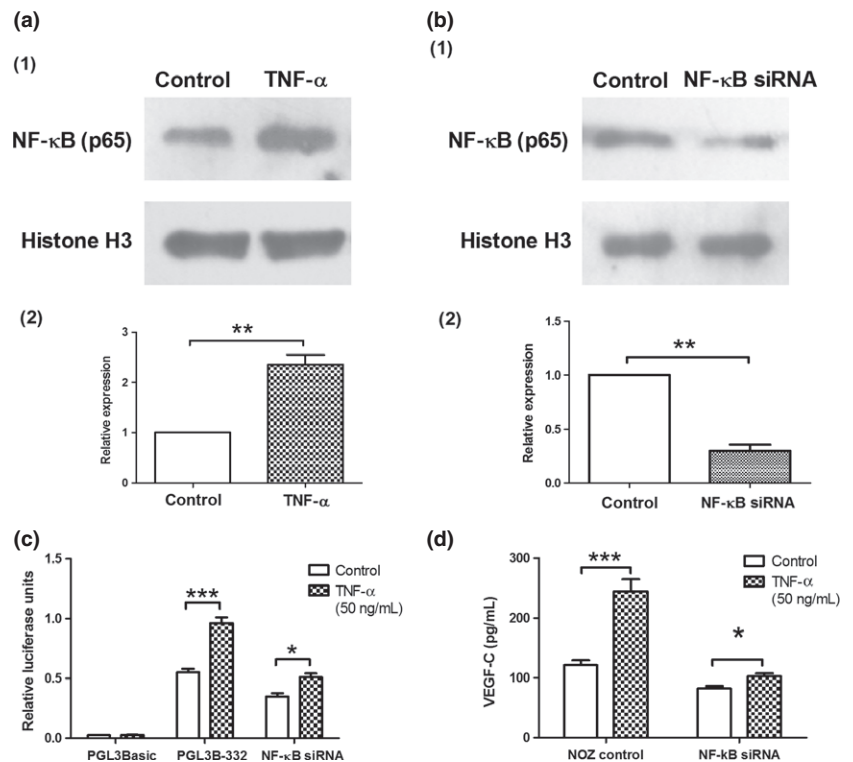 (a)
(1)
Control TNF-α
NF-κB (p65)
Histone H3
(2)
**
Relative expression
3
2
1
0
Control TNF-α
(b)
(1)
Control NF-κB siRNA
NF-κB (p65)
Histone H3
(2)
**
Relative expression
1.5
1.0
0.5
0.0
Control NF-κB siRNA
(c)
Relative luciferase units
1.5
1.0
0.5
0.0
Control
TNF-α
(50 ng/mL)
***
*
PGL3Basic PGL3B-332 NF-κB siRNA
(d)
VEGF-C (pg/mL)
300
200
100
0
Control
TNF-α
(50 ng/mL)
***
*
NOZ control NF-kB siRNA